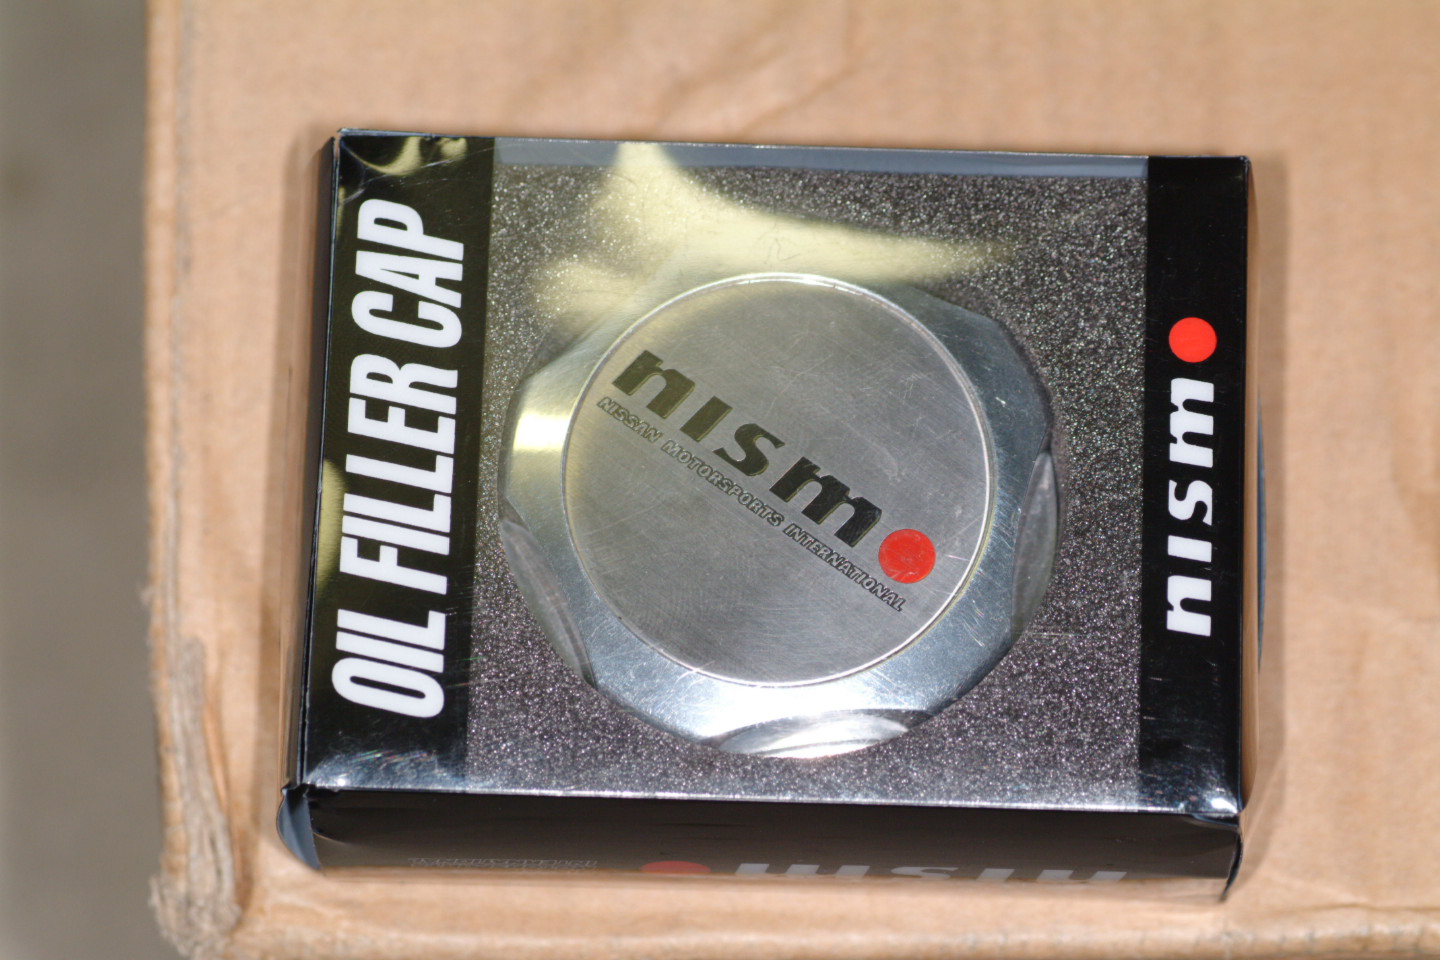 OIL FILLER CAP
nismo
NISSAN MOTORSPORTS INTERNATIONAL
nismo
nismo